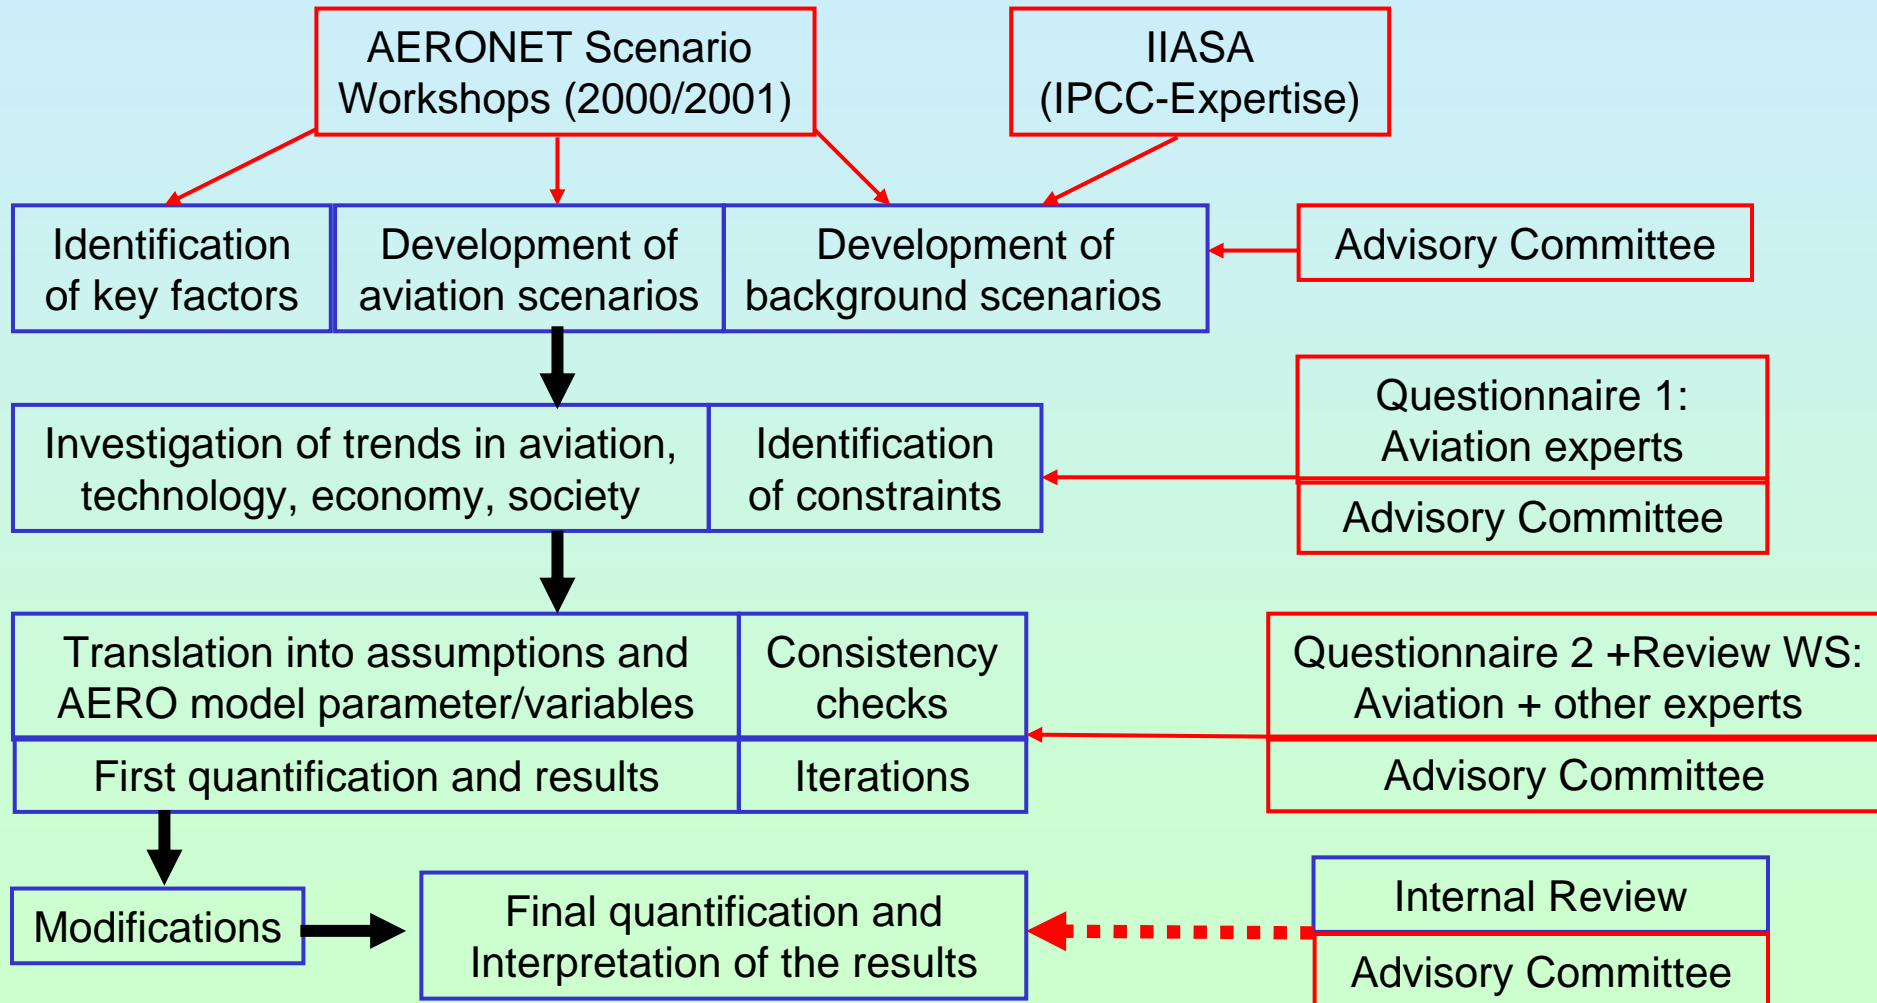 AERONET Scenario
Workshops (2000/2001)
IIASA
(IPCC-Expertise)
Identification
of key factors
Development of
aviation scenarios
Development of
background scenarios
Advisory Committee
Investigation of trends in aviation,
technology, economy, society
Identification
of constraints
Questionnaire 1:
Aviation experts
Advisory Committee
Translation into assumptions and
AERO model parameter/variables
Consistency
checks
Questionnaire 2 +Review WS:
Aviation + other experts
First quantification and results
Iterations
Advisory Committee
Modifications
Final quantification and
Interpretation of the results
Internal Review
Advisory Committee